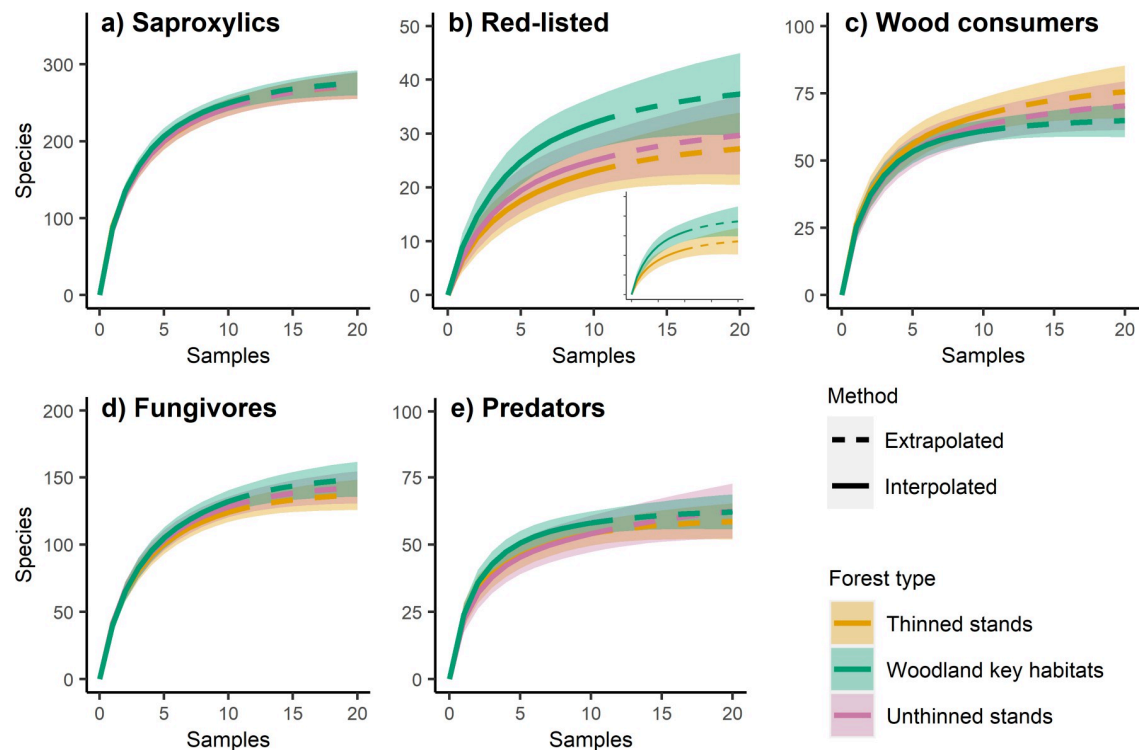 a) Saproxylics
Species
300
200
100
0
0 5 10 15 20
Samples
b) Red-listed
50
40
30
20
10
0
0 5 10 15 20
Samples
c) Wood consumers
100
75
50
25
0
0 5 10 15 20
Samples
d) Fungivores
Species
200
150
100
50
0
0 5 10 15 20
Samples
e) Predators
100
75
50
25
0
0 5 10 15 20
Samples
Method
Extrapolated
Interpolated
Forest type
Thinned stands
Woodland key habitats
Unthinned stands